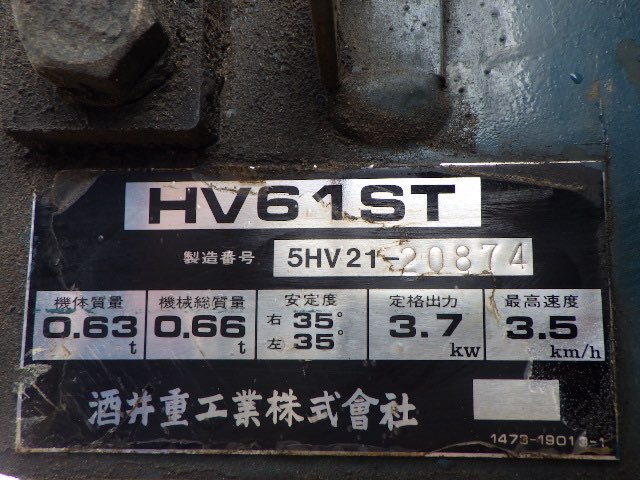 HV61ST
製造番号 5HV21-20874
機体質量 機械総質量 安定度 定格出力 最高速度
0.63 t 0.66 t 右 35° 左 35° 3.7 kw 3.5 km/h
酒井重工業株式會社
1473-19013-1